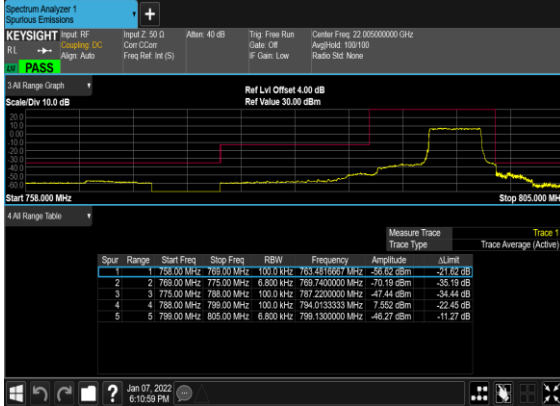 Spectrum Analyzer 1
Spurious Emissions
+
KEYSIGHT Input: RF Input Z: 50 Ω Atten: 40 dB Trig: Free Run Center Freq: 22.005000000 GHz
RL Coupling: DC Corr CCorr Gate: Off Avg|Hold: 100/100
Align: Auto Freq Ref: Int (S) IF Gain: Low Radio Std: None
PASS
3.All Range Graph
Ref Lvl Offset 4.00 dB
Scale/Div 10.0 dB Ref Value 30.00 dBm
20.0
10.0
0.00
-10.0
-20.0
-30.0
-40.0
-50.0
-60.0
Start 758.000 MHz Stop 805.000 MH
4.All Range Table
Measure Trace Trace 1
Trace Type Trace Average (Active)
Spur Range Start Freq Stop Freq RBW Frequency Amplitude ΔLimit
1 1 758.00 MHz 769.00 MHz 100.0 kHz 763.4816667 MHz -56.62 dBm -21.62 dB
2 2 769.00 MHz 775.00 MHz 6.800 kHz 769.7400000 MHz -70.19 dBm -35.19 dB
3 3 775.00 MHz 788.00 MHz 100.0 kHz 787.2200000 MHz -47.44 dBm -34.44 dB
4 4 788.00 MHz 799.00 MHz 100.0 kHz 794.0133333 MHz 7.552 dBm -22.45 dB
5 5 799.00 MHz 805.00 MHz 6.800 kHz 799.1300000 MHz -46.27 dBm -11.27 dB
?
Jan 07, 2022
6:10:59 PM